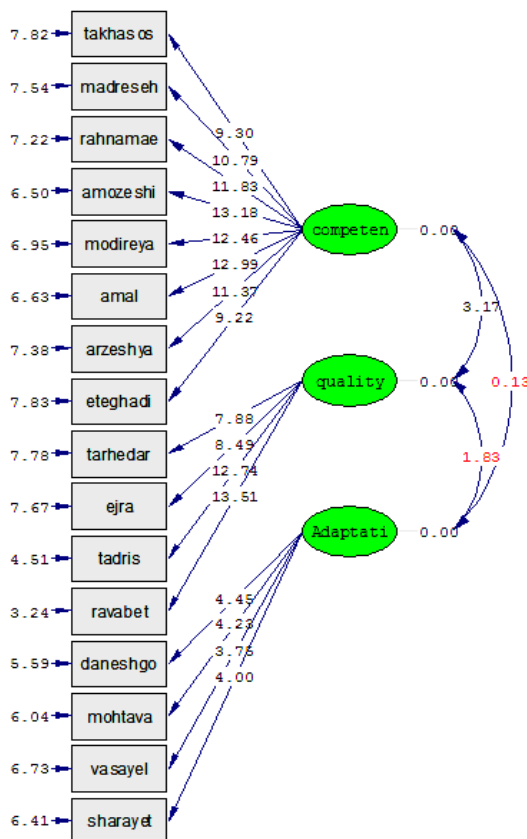 7.82 takhasos
7.54 madreseh
7.22 rahnamae
6.50 amozeshi
6.95 modireya
6.63 amal
7.38 arzeshya
7.83 eteghadi
7.78 tarhedar
7.67 ejra
4.51 tadris
3.24 ravabet
5.59 daneshgo
6.04 mohtava
6.73 vasayel
6.41 sharayet
9.30
10.79
11.83
13.18
12.46
12.99
11.37
9.22
7.88
8.49
12.74
13.51
4.45
4.23
3.75
4.00
competen 0.00
quality 0.00
Adaptati 0.00
3.17
0.13
1.83